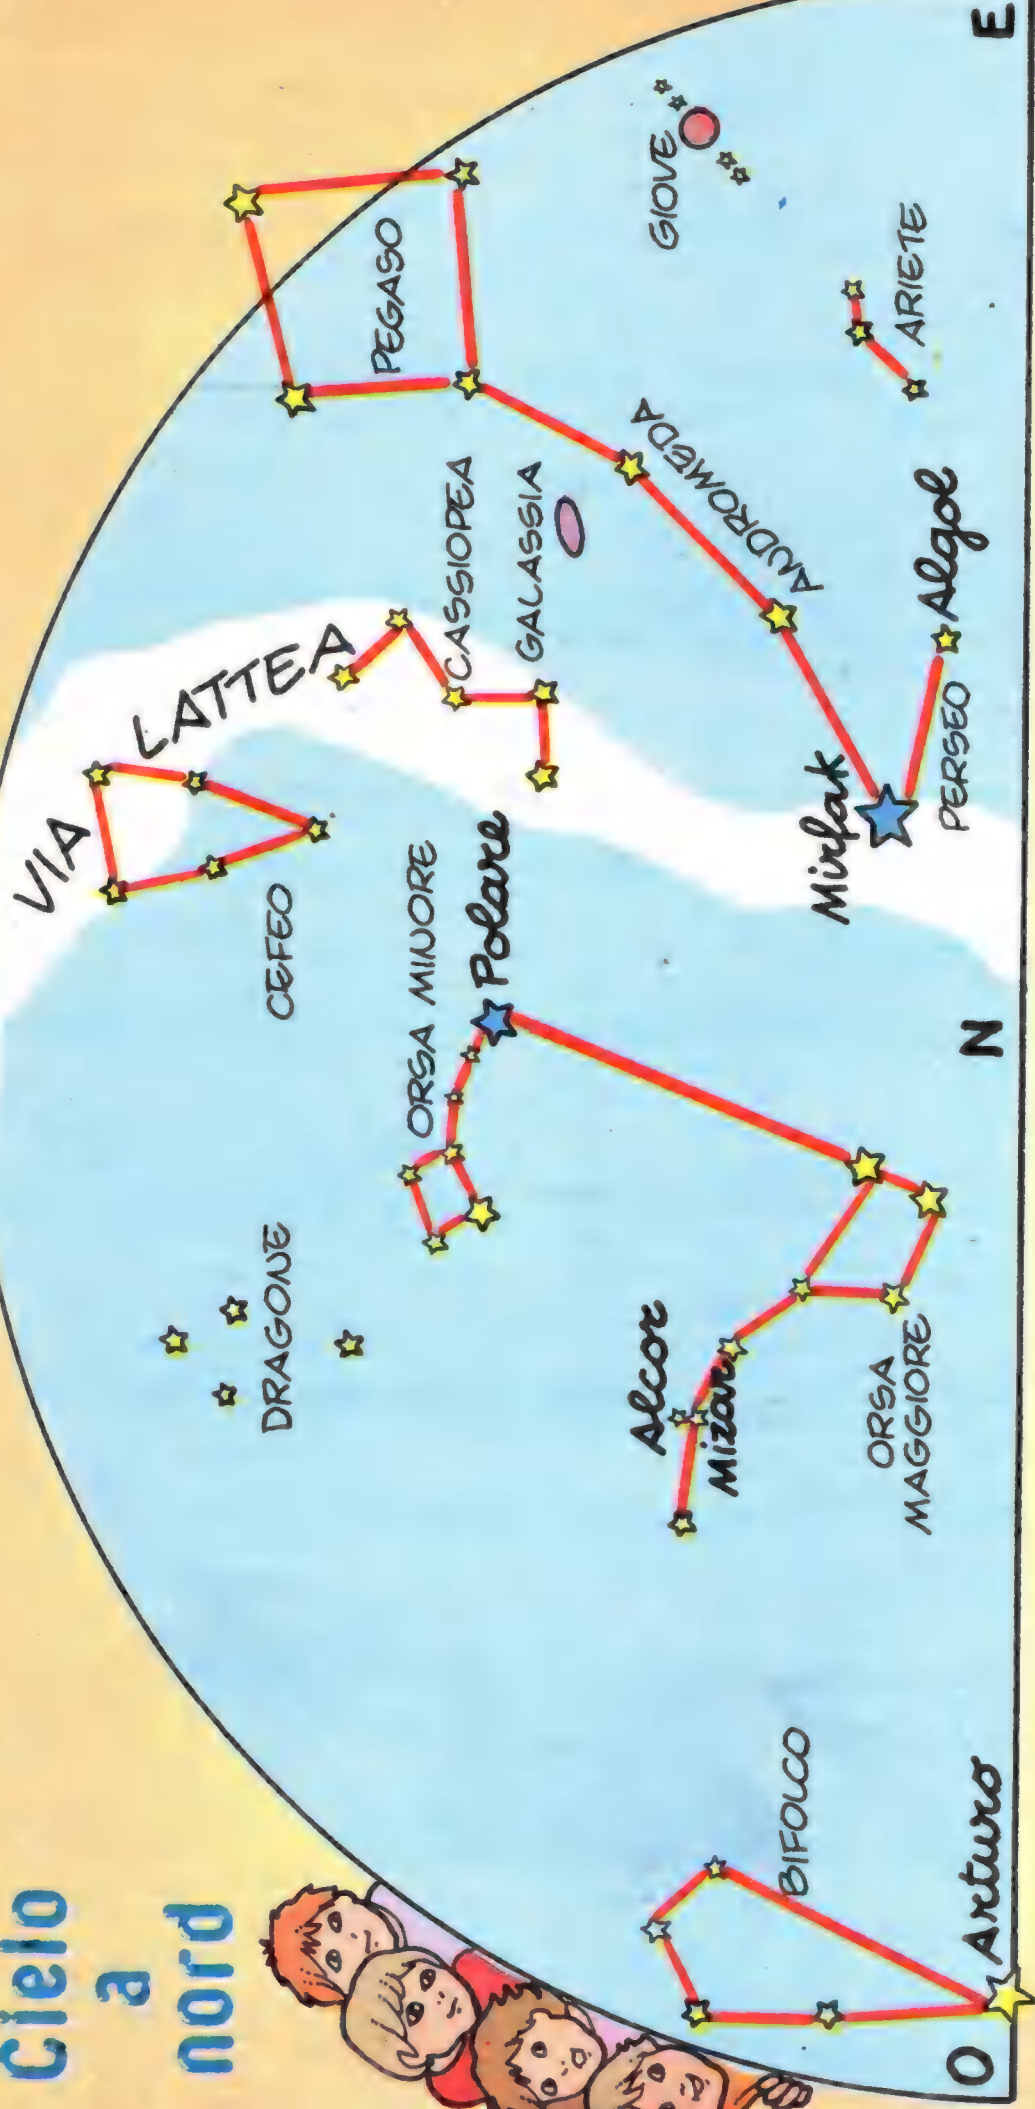 Cielo
a
nord
VIA LATTEA
CEFEO
DRAGONE
PEGASO
CASSIOPEA
GALASSIA
ORSA MINORE
Polare
ANDROMEDA
GIOVE
ARIETE
Algol
PERSEO
Mirfak
Alcor
Mizar
ORSA
MAGGIORE
BIFOLCO
Arturo
O
N
E